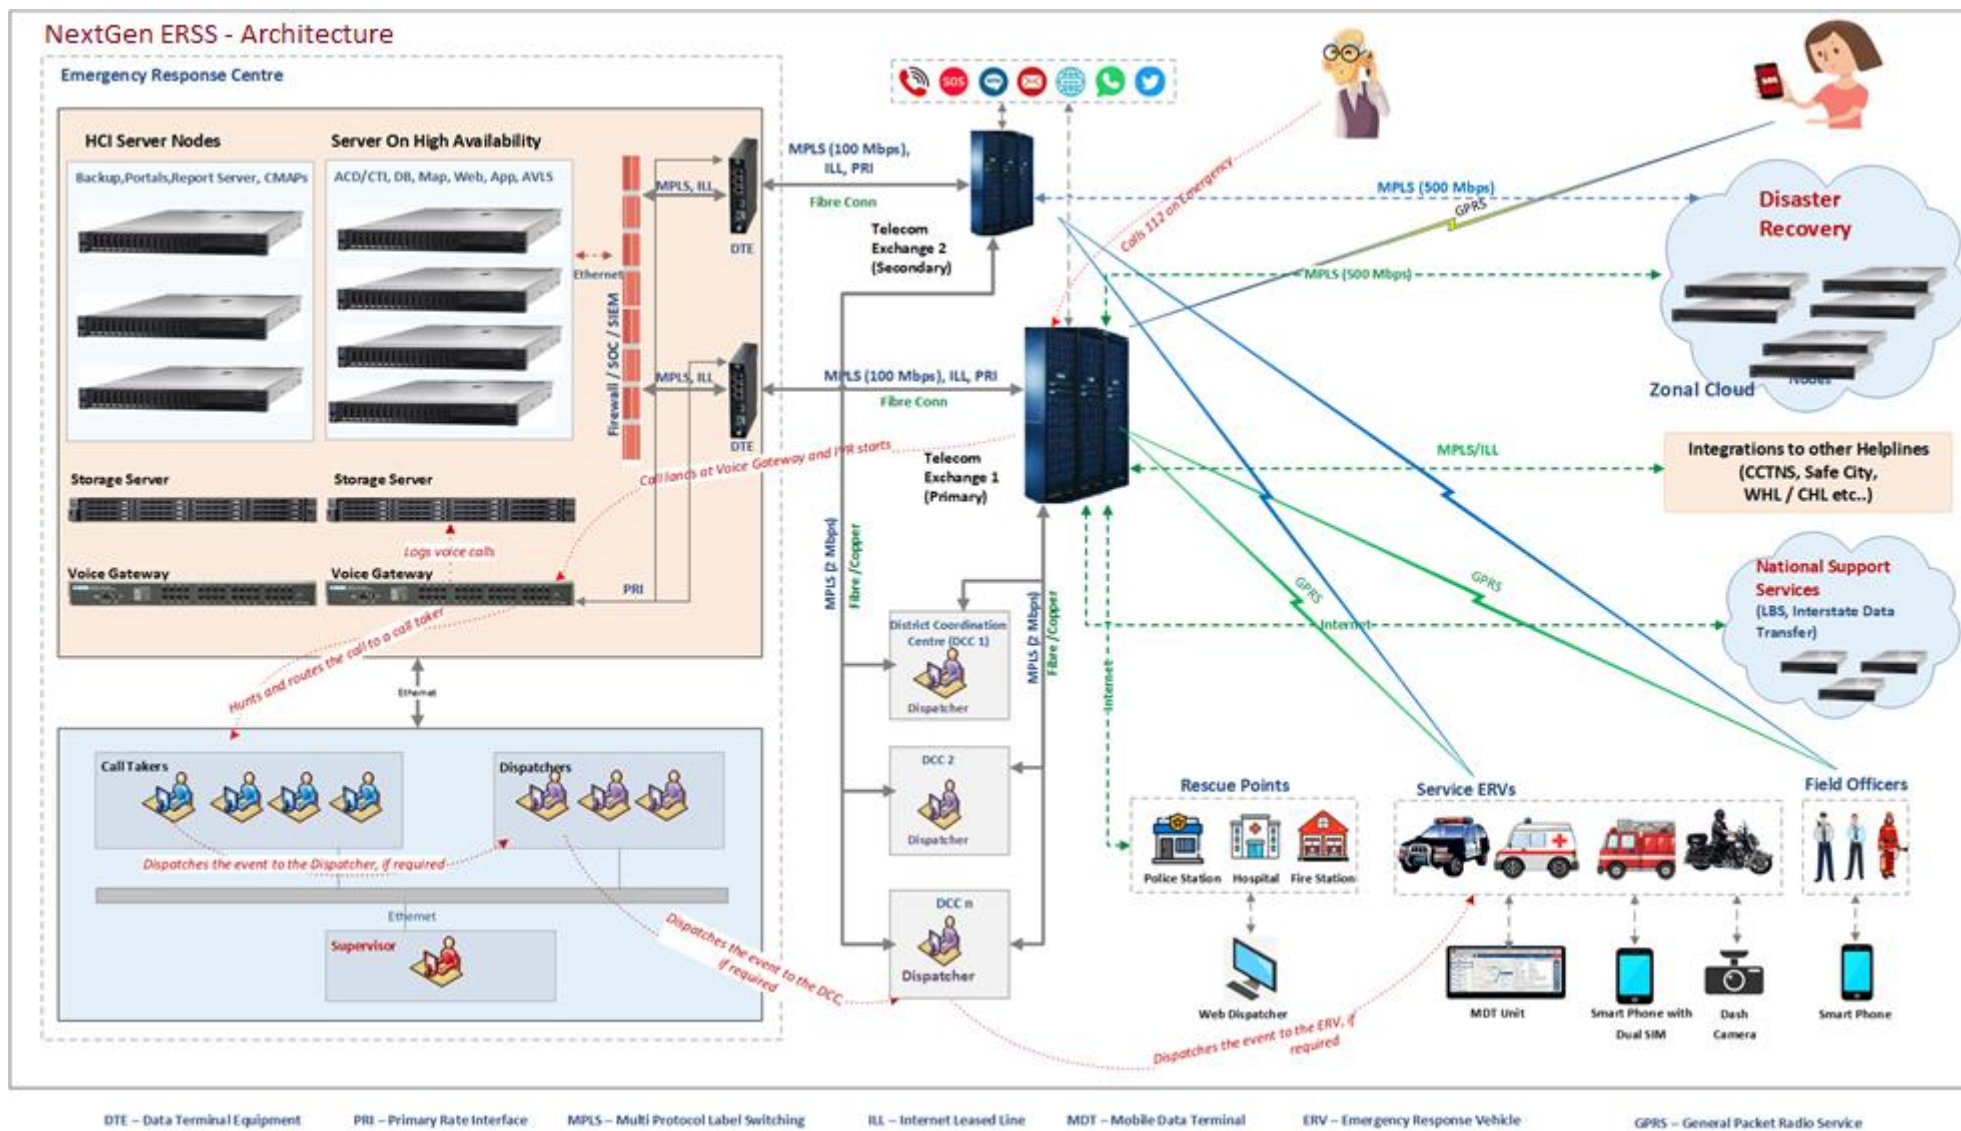 NextGen ERSS - Architecture
Emergency Response Centre
HCI Server Nodes
Server On High Availability
Backup,Portals,Report Server, CMAPs
ACD/CTI, DB, Map, Web, App, AVLS
Ethernet
Firewall / SOC / SIEM
MPLS, ILL
DTE
MPLS, ILL
DTE
Storage Server
Storage Server
Logs voice calls
Voice Gateway
Voice Gateway
PRI
Hunts and routes the call to a call taker
Ethernet
Call Takers
Dispatchers
Dispatches the event to the Dispatcher, if required
Ethernet
Supervisor
Dispatches the event to the DCC,
if required
SOS
MPLS (100 Mbps),
ILL, PRI
Fibre Conn
Telecom
Exchange 2
(Secondary)
MPLS (100 Mbps), ILL, PRI
Fibre Conn
Call lands at Voice Gateway and IVR starts
Telecom
Exchange 1
(Primary)
MPLS (2 Mbps)
Fibre /Copper
MPLS (2 Mbps)
Fibre /Copper
District Coordination
Centre (DCC 1)
Dispatcher
DCC 2
Dispatcher
DCC n
Dispatcher
Calls 112 on Emergency
SOS
MPLS (500 Mbps)
GPRS
MPLS (500 Mbps)
Disaster
Recovery
Nodes
Zonal Cloud
MPLS/ILL
Integrations to other Helplines
(CCTNS, Safe City,
WHL / CHL etc..)
National Support
Services
(LBS, Interstate Data
Transfer)
Internet
Internet
GPRS
GPRS
Rescue Points
Police Station
Hospital
Fire Station
Web Dispatcher
Service ERVs
MDT Unit
Smart Phone with
Dual SIM
Dash
Camera
Field Officers
Smart Phone
Dispatches the event to the ERV, if
required
DTE – Data Terminal Equipment
PRI – Primary Rate Interface
MPLS – Multi Protocol Label Switching
ILL – Internet Leased Line
MDT – Mobile Data Terminal
ERV – Emergency Response Vehicle
GPRS – General Packet Radio Service